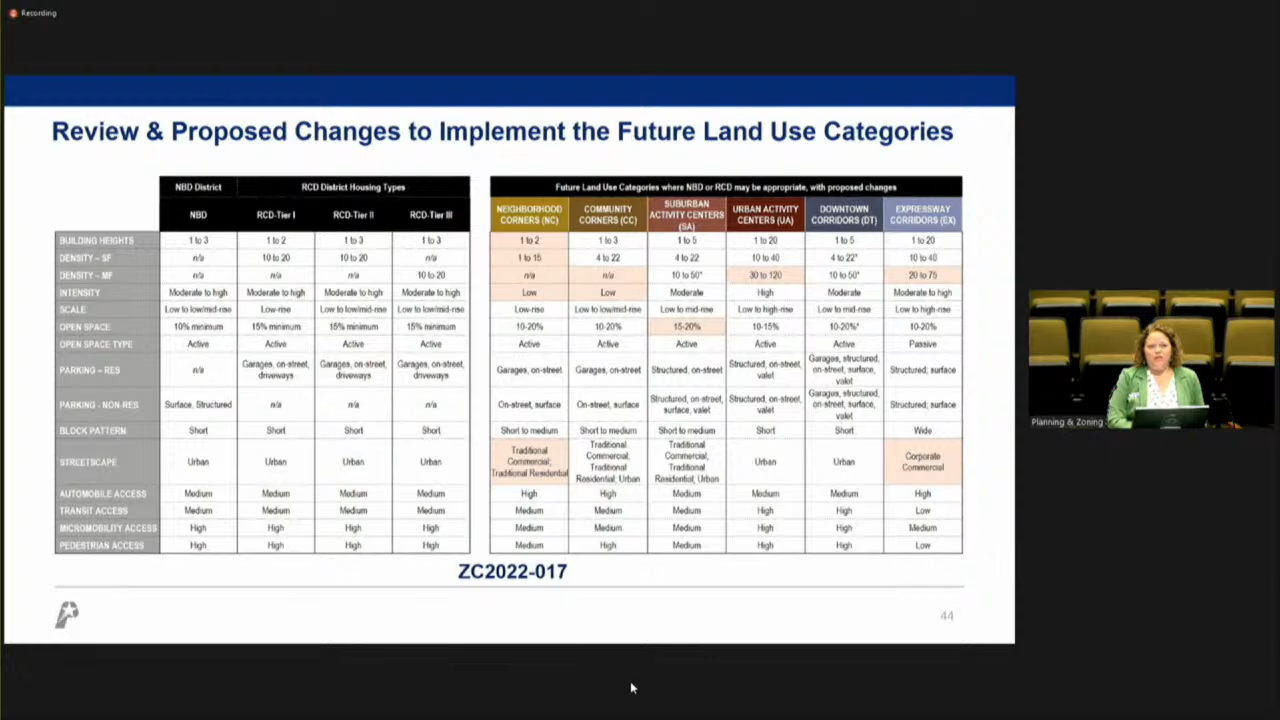 Recording
Review & Proposed Changes to Implement the Future Land Use Categories
NBD District RCD District Housing Types Future Land Use Categories where NBD or RCD may be appropriate, with proposed changes
NBD RCD-Tier I RCD-Tier II RCD-Tier III NEIGHBORHOOD CORNERS (NC) COMMUNITY CORNERS (CC) SUBURBAN ACTIVITY CENTERS (SA) URBAN ACTIVITY CENTERS (UA) DOWNTOWN CORRIDORS (DT) EXPRESSWAY CORRIDORS (EX)
BUILDING HEIGHTS 1 to 3 1 to 2 1 to 3 1 to 3 1 to 2 1 to 3 1 to 5 1 to 20 1 to 5 1 to 20
DENSITY – SF n/a 10 to 20 10 to 20 n/a 1 to 15 4 to 22 4 to 22 10 to 40 4 to 22* 10 to 40
DENSITY – MF n/a n/a n/a 10 to 20 n/a n/a 10 to 50* 30 to 120 10 to 50* 20 to 75
INTENSITY Moderate to high Moderate to high Moderate to high Moderate to high Low Low Moderate High Moderate Moderate to high
SCALE Low to low/mid-rise Low to low/mid-rise Low to low/mid-rise Low to low/mid-rise Low-rise Low to low/mid-rise Low to mid-rise Low to high-rise Low to mid-rise Low to high-rise
OPEN SPACE 10% minimum 15% minimum 15% minimum 15% minimum 10-20% 10-20% 15-20% 10-15% 10-20%* 10-20%
OPEN SPACE TYPE Active Active Active Active Active Active Active Active Active Passive
PARKING – RES n/a Garages, on-street, driveways Garages, on-street, driveways Garages, on-street, driveways Garages, on-street Garages, on-street Structured, on-street Structured, on-street, valet Garages, structured, on-street, surface, valet Structured; surface
PARKING - NON-RES Surface, Structured n/a n/a n/a On-street, surface On-street, surface Structured, on-street, surface, valet Structured, on-street, valet Garages, structured, on-street, surface, valet Structured; surface
BLOCK PATTERN Short Short Short Short Short to medium Short to medium Short to medium Short Short Wide
STREETSCAPE Urban Urban Urban Urban Traditional Commercial; Traditional Residential Traditional Commercial, Traditional Residential; Urban Traditional Commercial, Traditional Residential; Urban Urban Urban Corporate Commercial
AUTOMOBILE ACCESS Medium Medium Medium Medium High High Medium Medium Medium High
TRANSIT ACCESS Medium Medium Medium Medium Medium Medium Medium High High Low
MICROMOBILITY ACCESS High High High High Medium Medium Medium High High Medium
PEDESTRIAN ACCESS High High High High Medium High Medium High High Low
ZC2022-017
44
Planning & Zoning